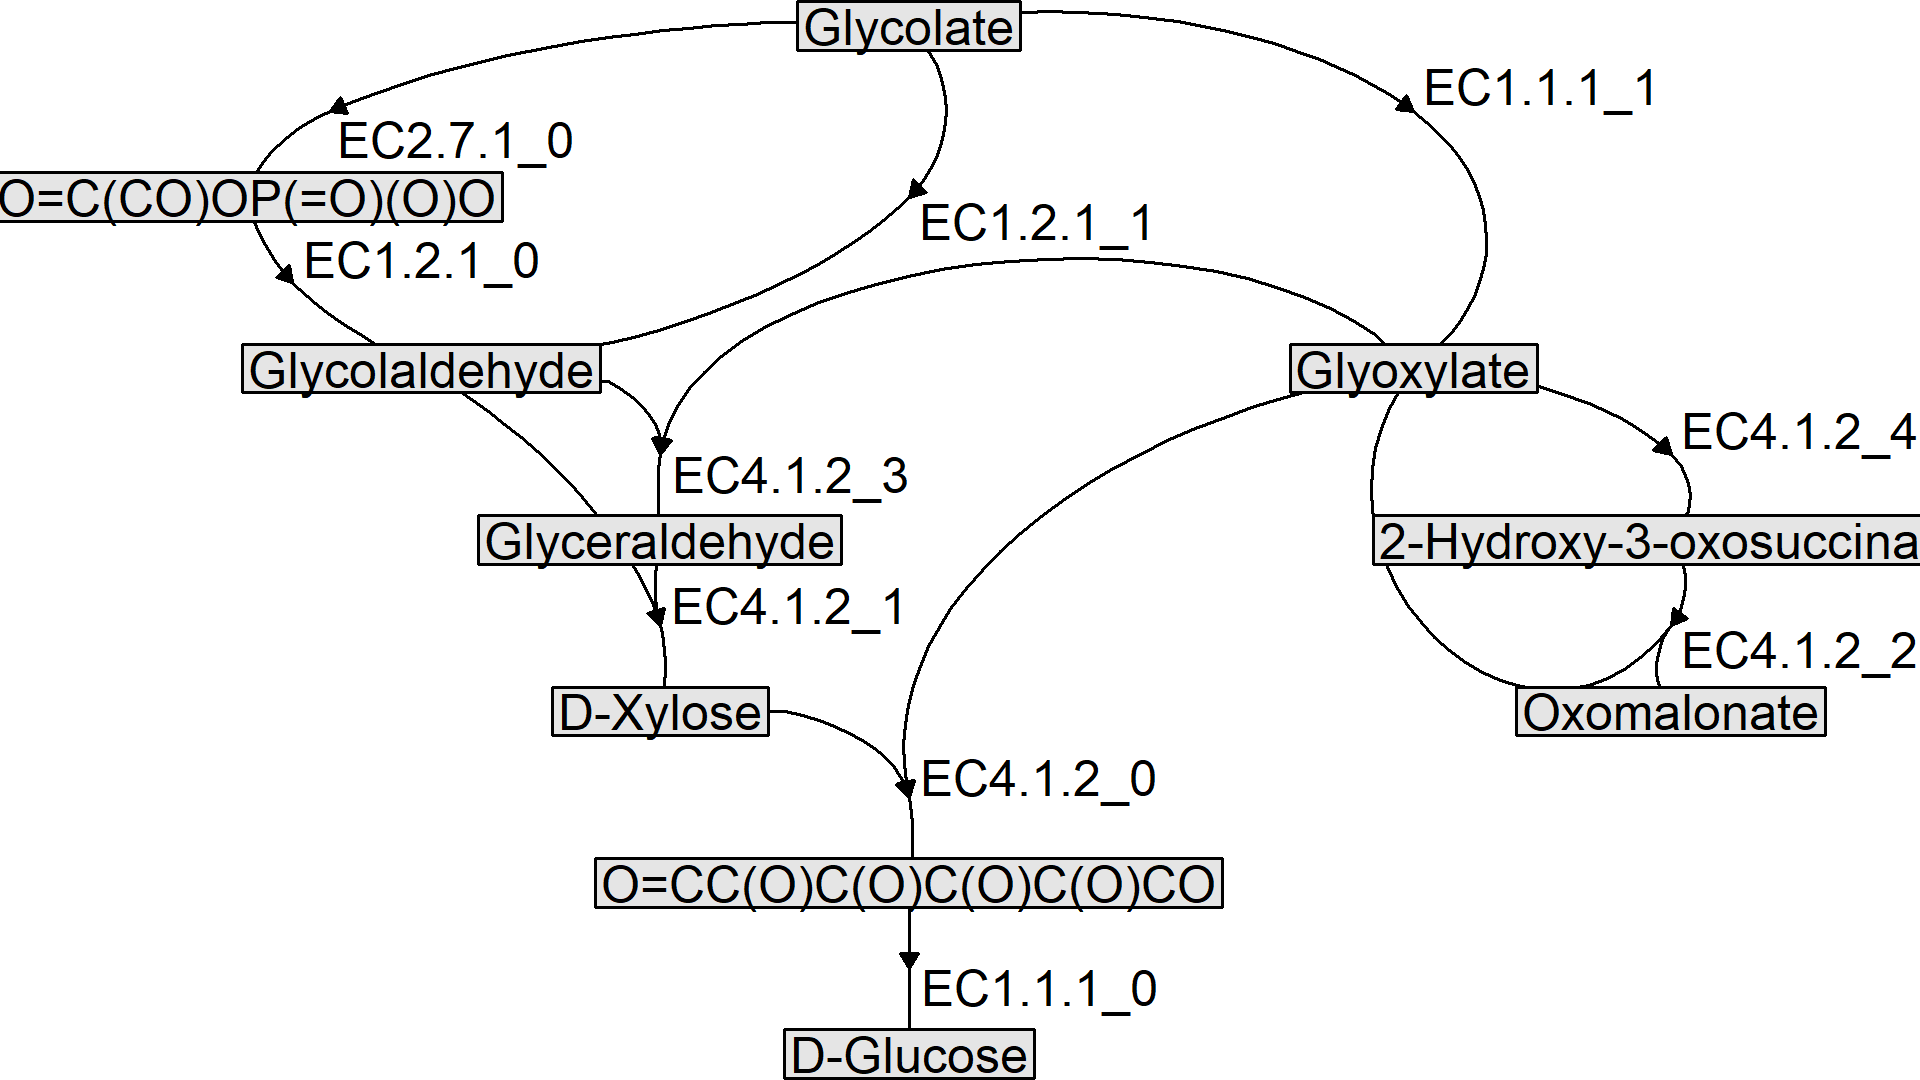 Glycolate
EC1.1.1_1
EC2.7.1_0
O=C(CO)OP(=O)(O)O
EC1.2.1_1
EC1.2.1_0
Glycolaldehyde
Glyoxylate
EC4.1.2_4
EC4.1.2_3
Glyceraldehyde
2-Hydroxy-3-oxosuccina
EC4.1.2_1
EC4.1.2_2
D-Xylose
Oxomalonate
EC4.1.2_0
O=CC(O)C(O)C(O)C(O)CO
EC1.1.1_0
D-Glucose